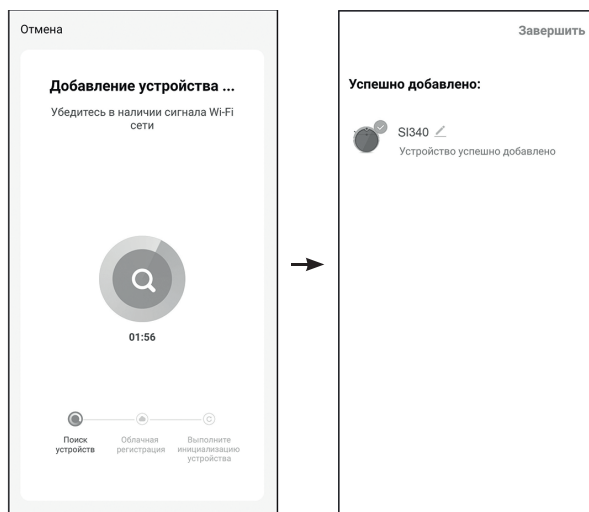 Отмена
Добавление устройства ...
Убедитесь в наличии сигнала Wi-Fi
сети
01:56
Поиск
устройств
Облачная
регистрация
Выполните
инициализацию
устройства
Завершить
Успешно добавлено:
SI340
Устройство успешно добавлено